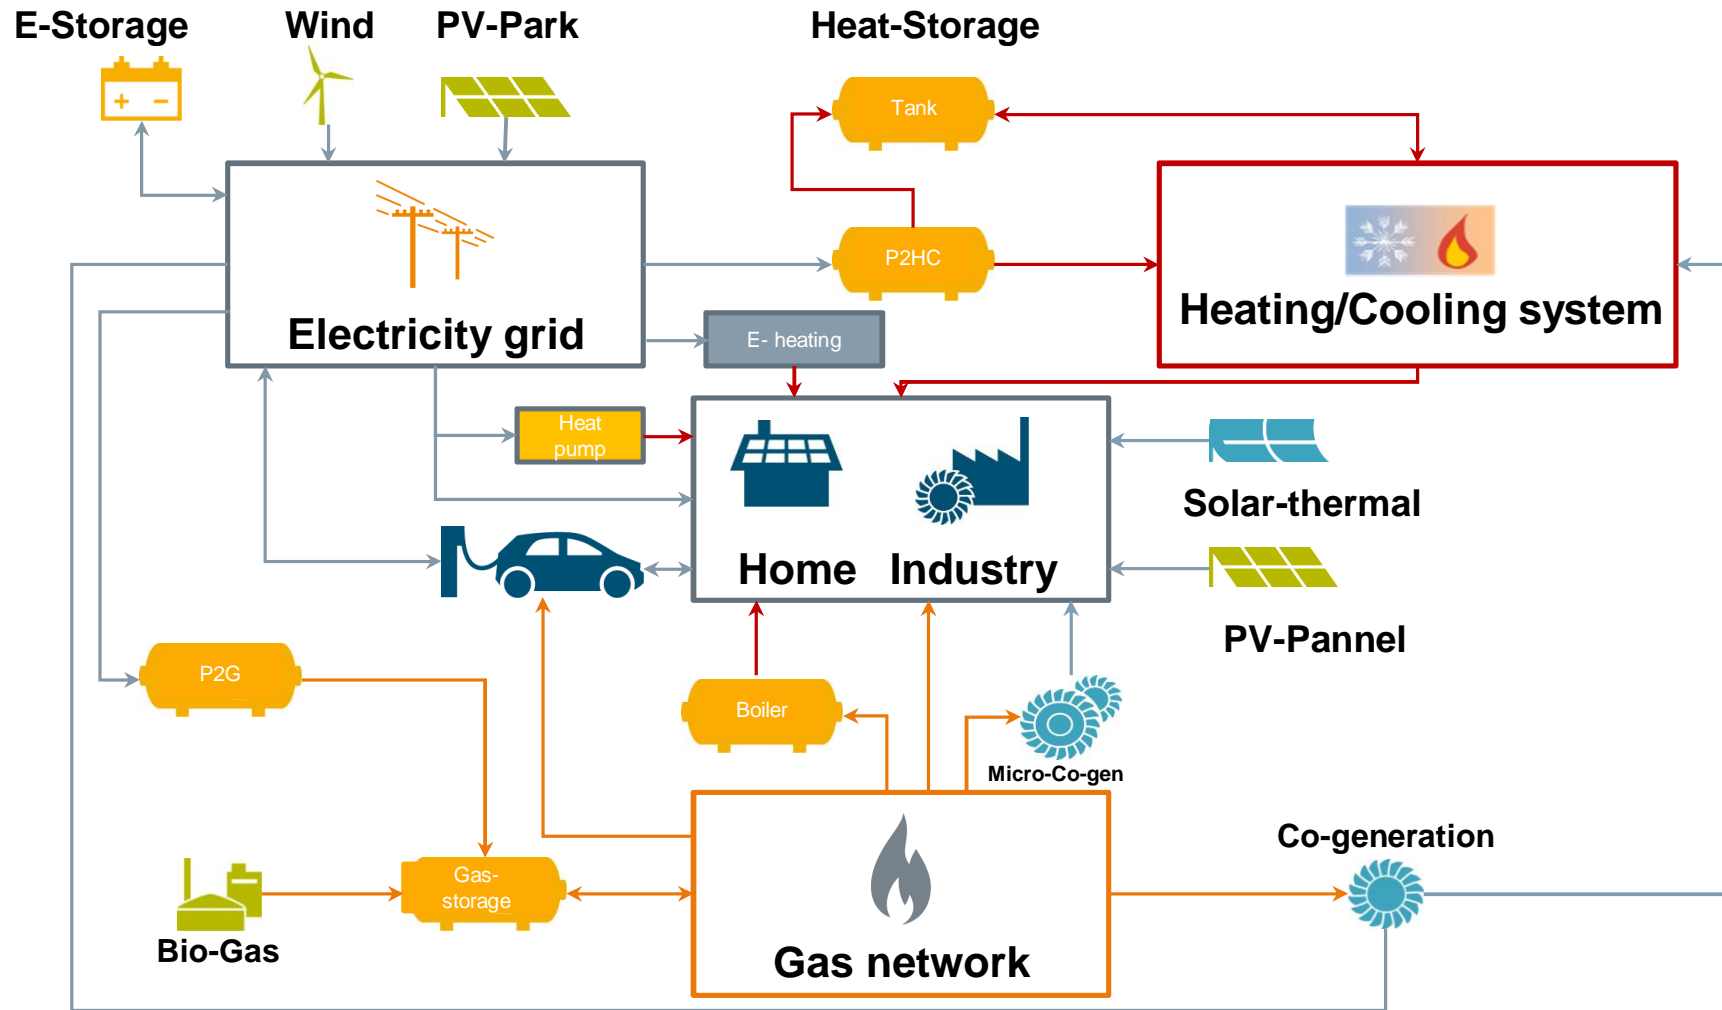 E-Storage
Wind
PV-Park
Heat-Storage
Tank
P2HC
Electricity grid
Heating/Cooling system
E- heating
Heat
pump
Home
Industry
Solar-thermal
PV-Pannel
P2G
Boiler
Micro-Co-gen
Co-generation
Gas-
storage
Bio-Gas
Gas network